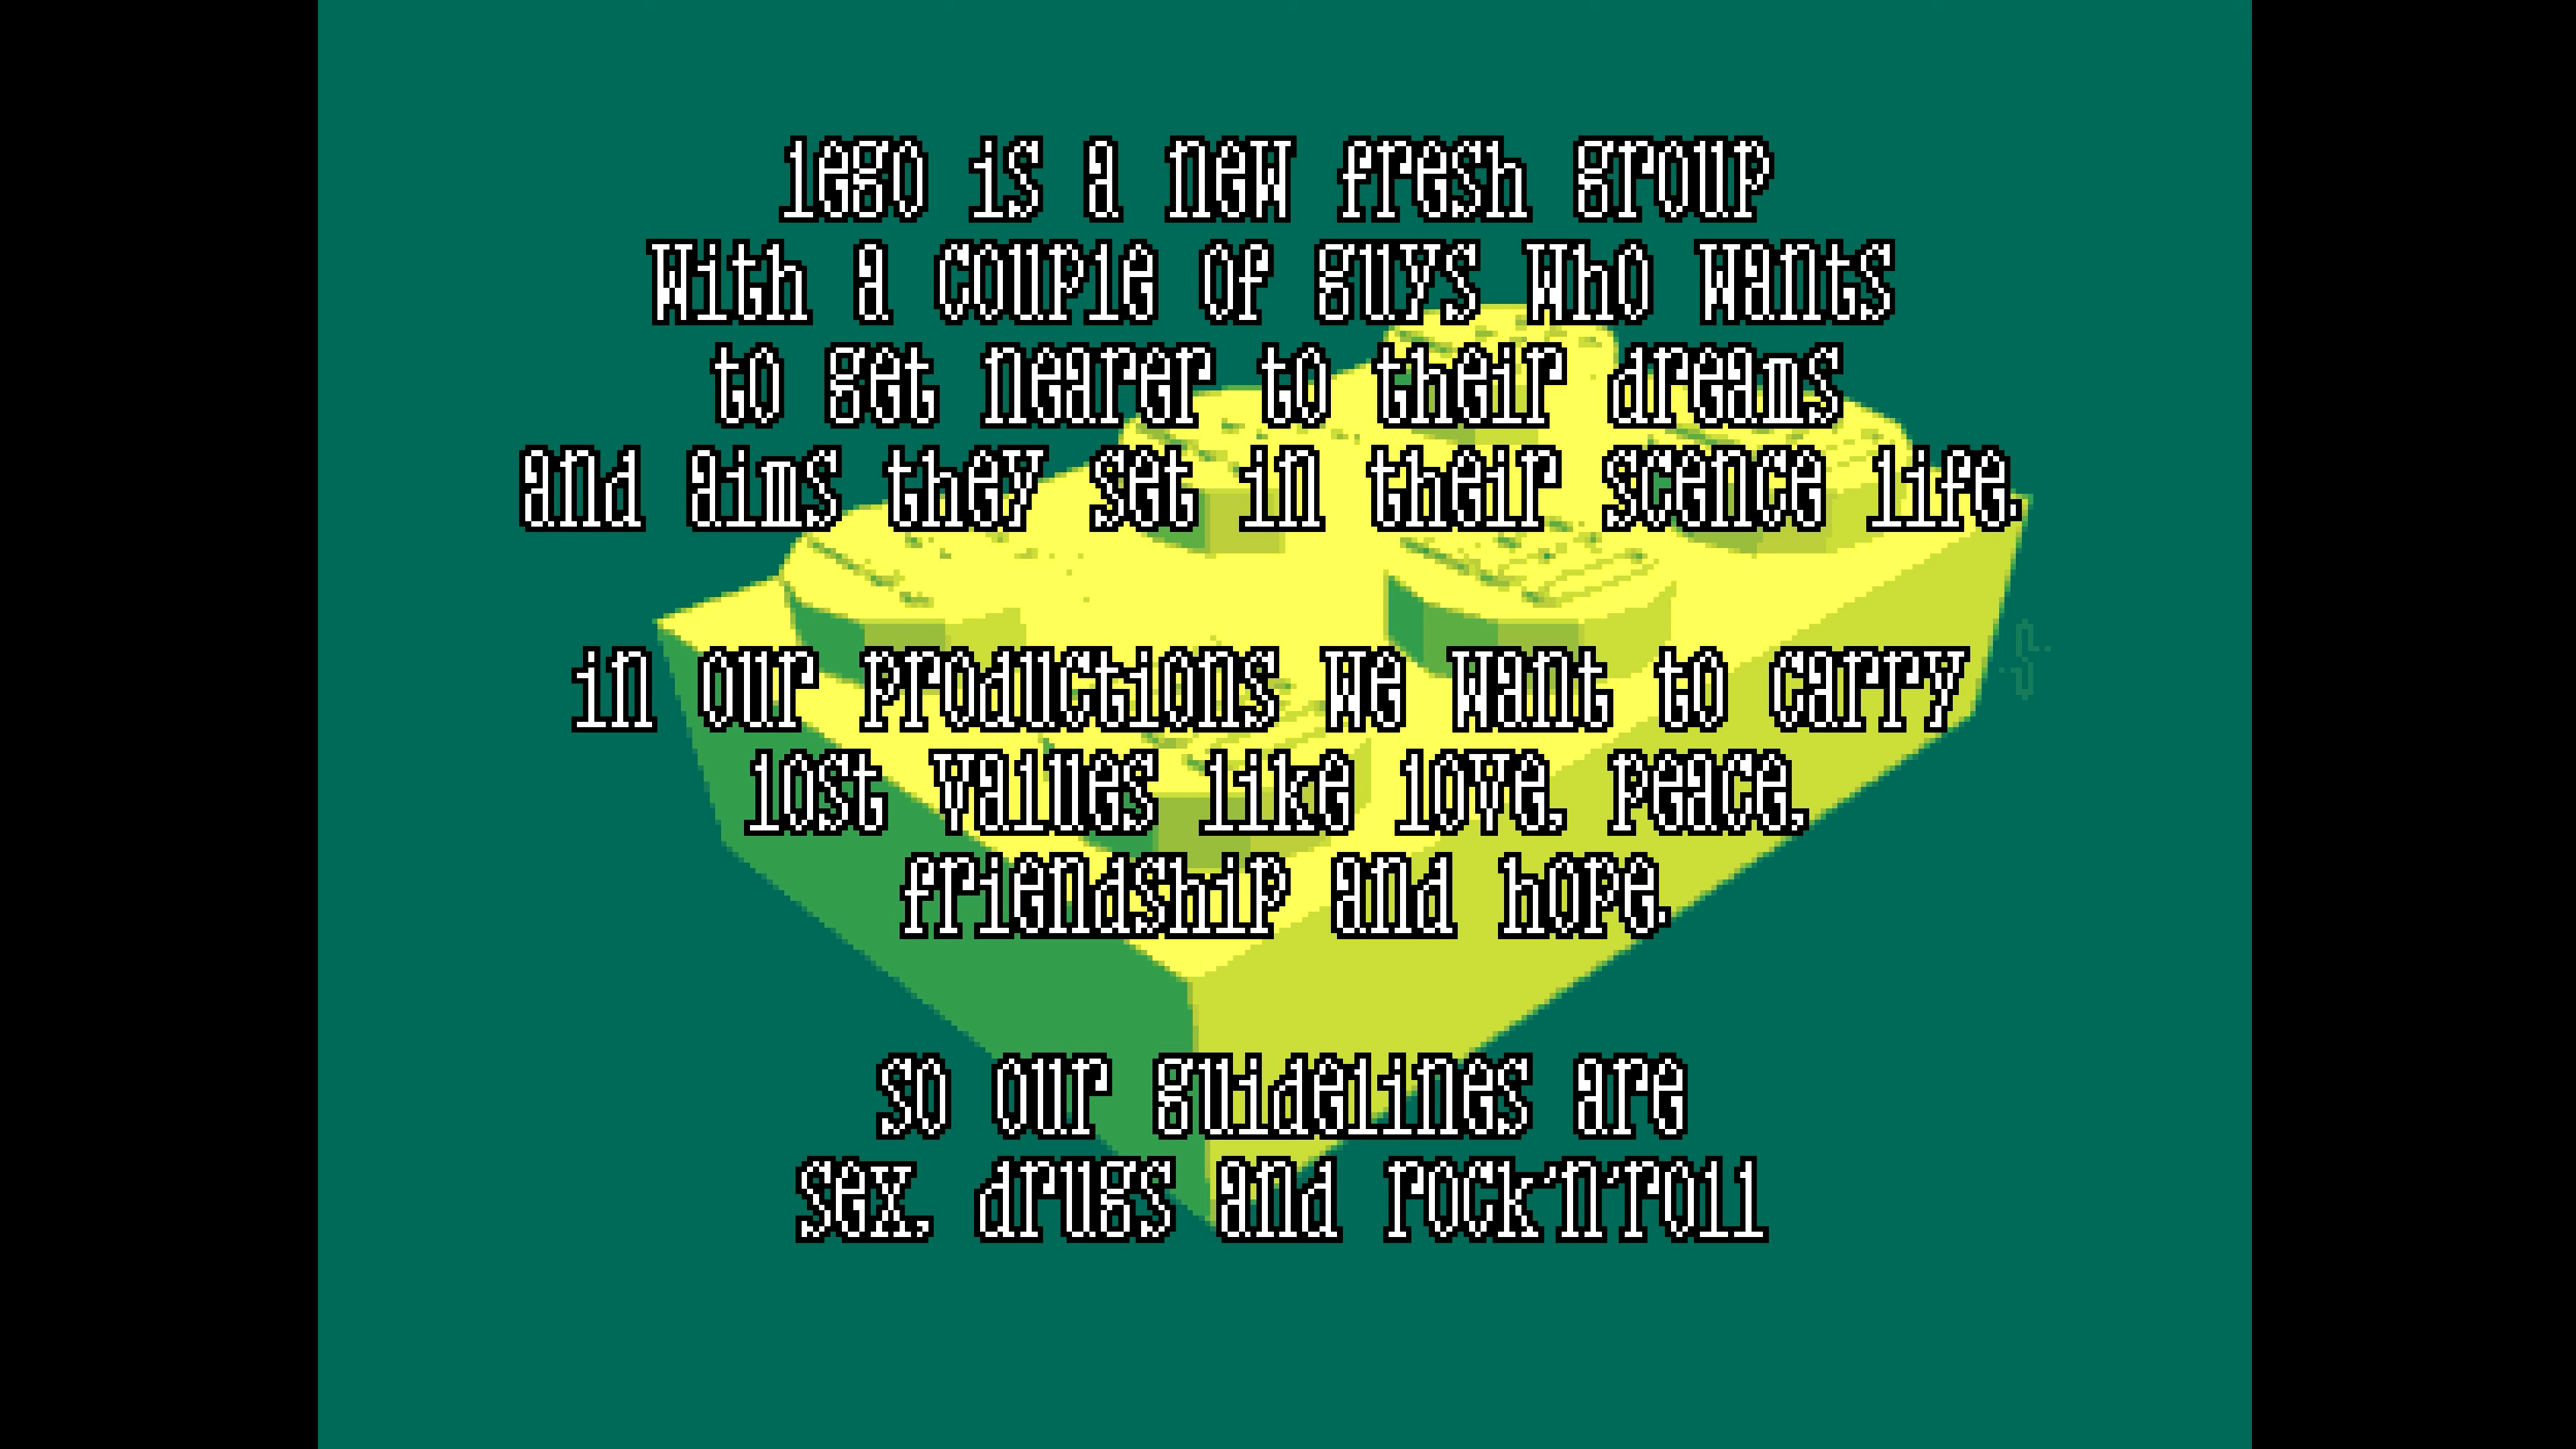 lego is a new fresh group
with a couple of guys who wants
to get nearer to their dreams
and aims they set in their scence life.
in our productions we want to carry
lost values like love, peace,
friendship and hope.
so our guidelines are
sex, drugs and rock'n'roll